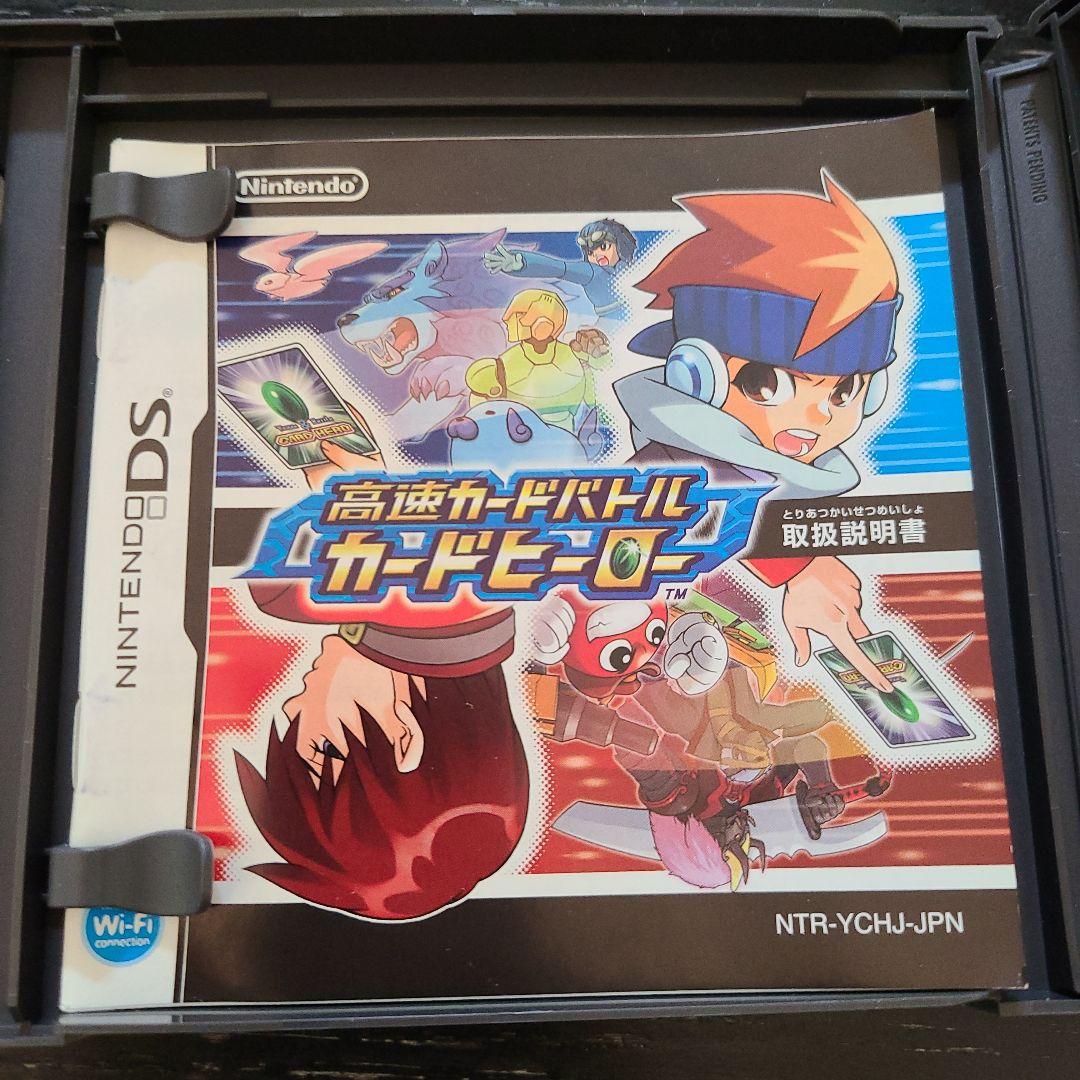 PATENTS PENDING
Nintendo®
NINTENDO DS®
CARD HERO
高速カードバトル
カードヒーロー
TM
とりあつかいせつめいしょ
取扱説明書
Wi-Fi
connection
NTR-YCHJ-JPN